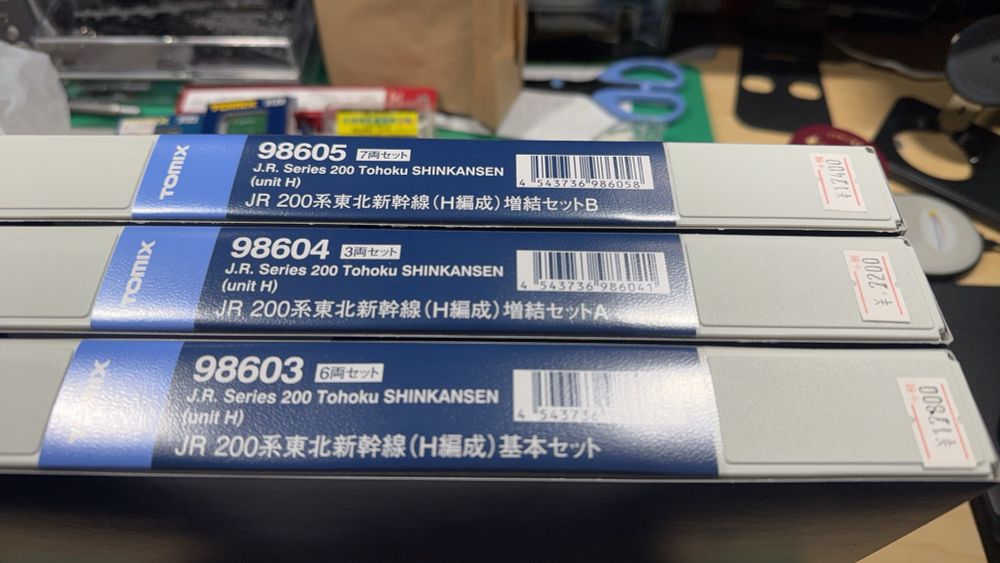 TOMIX
98605 7両セット
J.R. Series 200 Tohoku SHINKANSEN
(unit H)
JR 200系東北新幹線(H編成)増結セットB
4 543736 986058
¥17400
TOMIX
98604 3両セット
J.R. Series 200 Tohoku SHINKANSEN
(unit H)
JR 200系東北新幹線(H編成)増結セットA
4 543736 986041
¥7200
98603 6両セット
J.R. Series 200 Tohoku SHINKANSEN
(unit H)
JR 200系東北新幹線(H編成)基本セット
4 543736